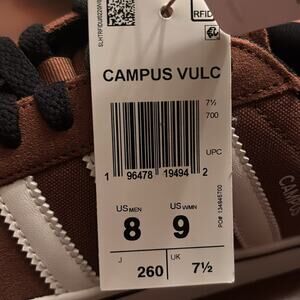 RFID
CAMPUS VULC
7½
700
UPC
1 96478 19494 2
US MEN
8
US WMN
9
J
260
UK
7½
CAMPUS